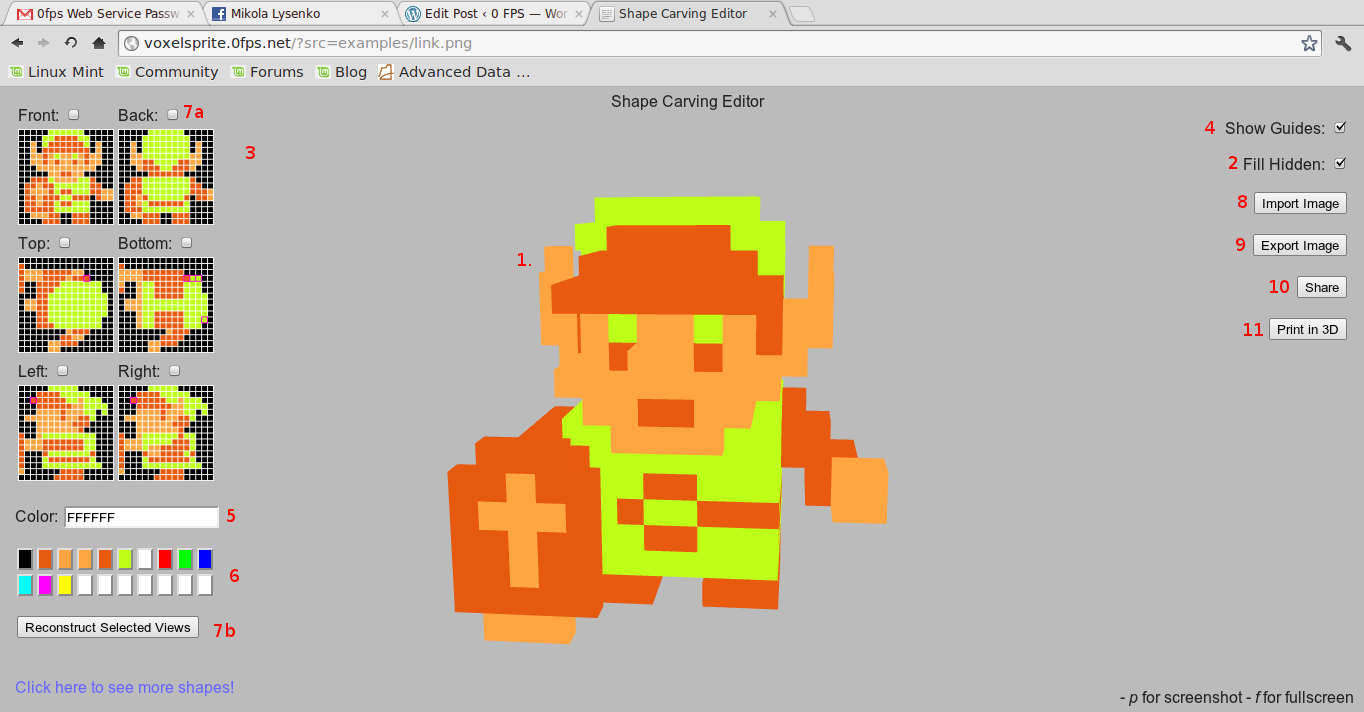 0fps Web Service Passw
Mikola Lysenko
Edit Post ‹ 0 FPS — Wor
Shape Carving Editor
voxelsprite.0fps.net/?src=examples/link.png
Linux Mint Community Forums Blog Advanced Data ...
Shape Carving Editor
Front: Back: 7a
3
4 Show Guides:
2 Fill Hidden:
8 Import Image
Top: Bottom:
9 Export Image
1.
10 Share
11 Print in 3D
Left: Right:
Color: FFFFFF 5
6
Reconstruct Selected Views 7b
Click here to see more shapes!
- p for screenshot - f for fullscreen